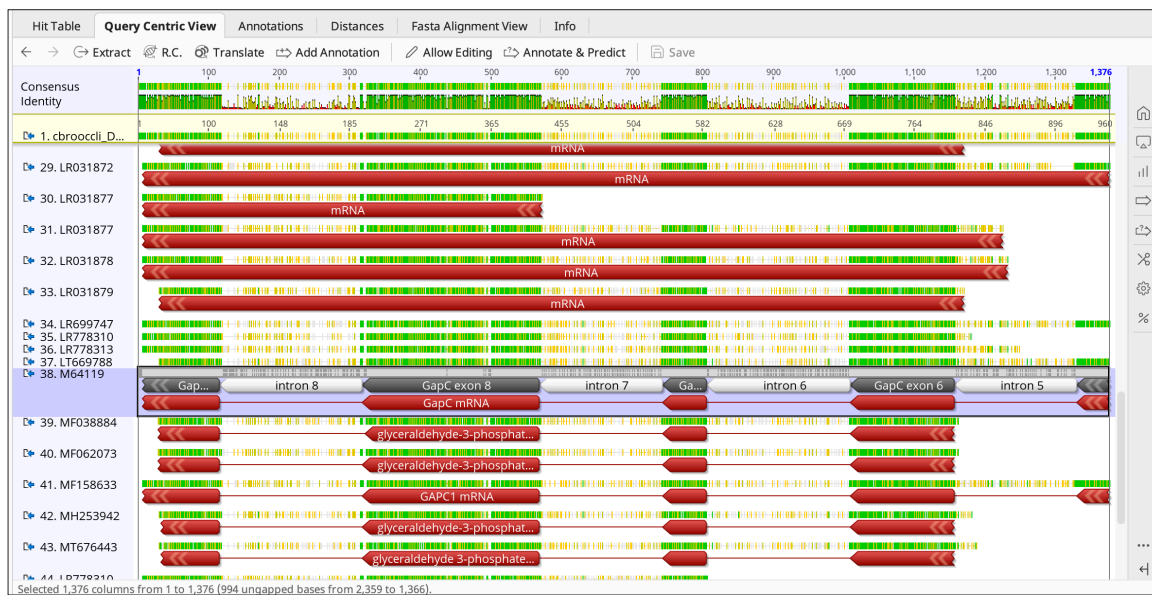 Hit Table Query Centric View Annotations Distances Fasta Alignment View Info
Extract R.C. Translate Add Annotation Allow Editing Annotate & Predict Save
1 100 200 300 400 500 600 700 800 900 1,000 1,100 1,200 1,300 1,376
Consensus
Identity
1 100 148 185 271 365 455 504 582 628 669 764 846 896 960
1. cbrooccli_D...
mRNA
29. LR031872
mRNA
30. LR031877
mRNA
31. LR031877
mRNA
32. LR031878
mRNA
33. LR031879
mRNA
34. LR699747
35. LR778310
36. LR778313
37. LT669788
38. M64119
Gap... intron 8 GapC exon 8 intron 7 Ga... intron 6 GapC exon 6 intron 5
GapC mRNA
39. MF038884
glyceraldehyde-3-phosphat...
40. MF062073
glyceraldehyde-3-phosphat...
41. MF158633
GAPC1 mRNA
42. MH253942
glyceraldehyde-3-phosphat...
43. MT676443
glyceraldehyde 3-phosphate...
44. LR778310
Selected 1,376 columns from 1 to 1,376 (994 ungapped bases from 2,359 to 1,366).